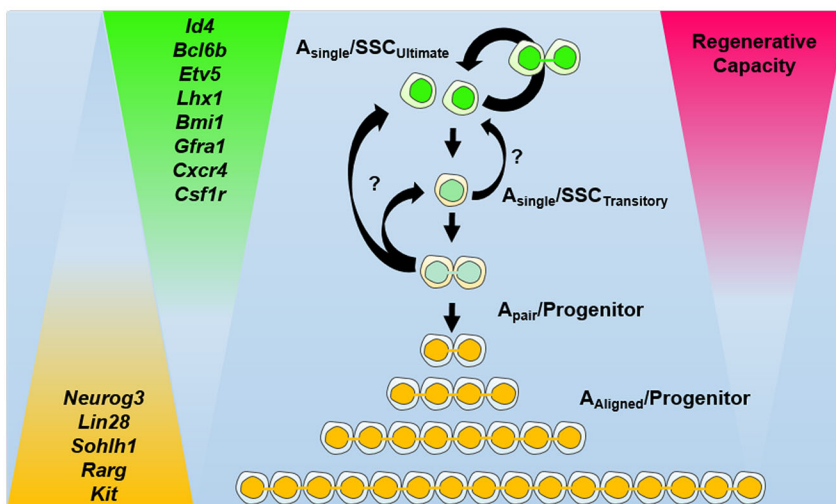 Id4
Bcl6b
Etv5
Lhx1
Bmi1
Gfra1
Cxcr4
Csf1r
Neurog3
Lin28
Sohlh1
Rarg
Kit
Asingle/SSCUltimate
?
?
Asingle/SSCTransitory
Apair/Progenitor
AAligned/Progenitor
Regenerative
Capacity